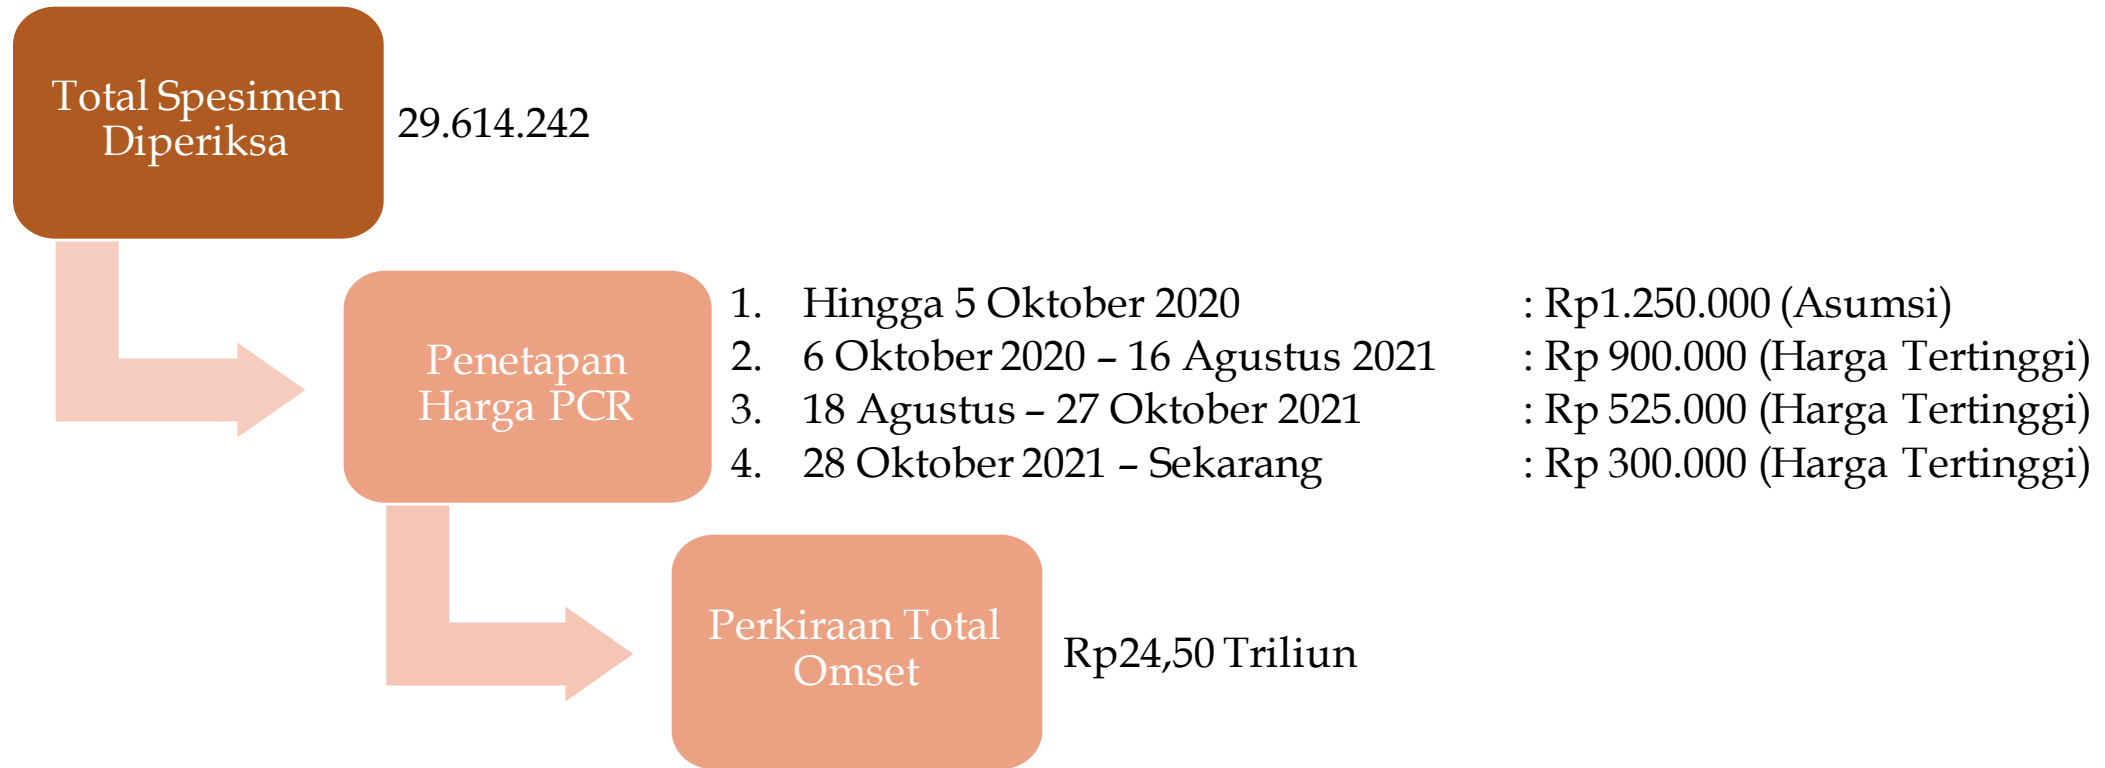 Total Spesimen
Diperiksa
29.614.242
Penetapan
Harga PCR
1. Hingga 5 Oktober 2020 : Rp1.250.000 (Asumsi)
2. 6 Oktober 2020 – 16 Agustus 2021 : Rp 900.000 (Harga Tertinggi)
3. 18 Agustus – 27 Oktober 2021 : Rp 525.000 (Harga Tertinggi)
4. 28 Oktober 2021 – Sekarang : Rp 300.000 (Harga Tertinggi)
Perkiraan Total
Omset
Rp24,50 Triliun